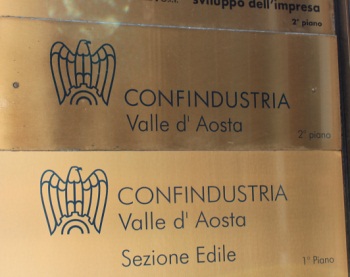 sviluppo dell'impresa
2° piano
CONFINDUSTRIA
Valle d' Aosta
2° piano
CONFINDUSTRIA
Valle d' Aosta
Sezione Edile
1° Piano